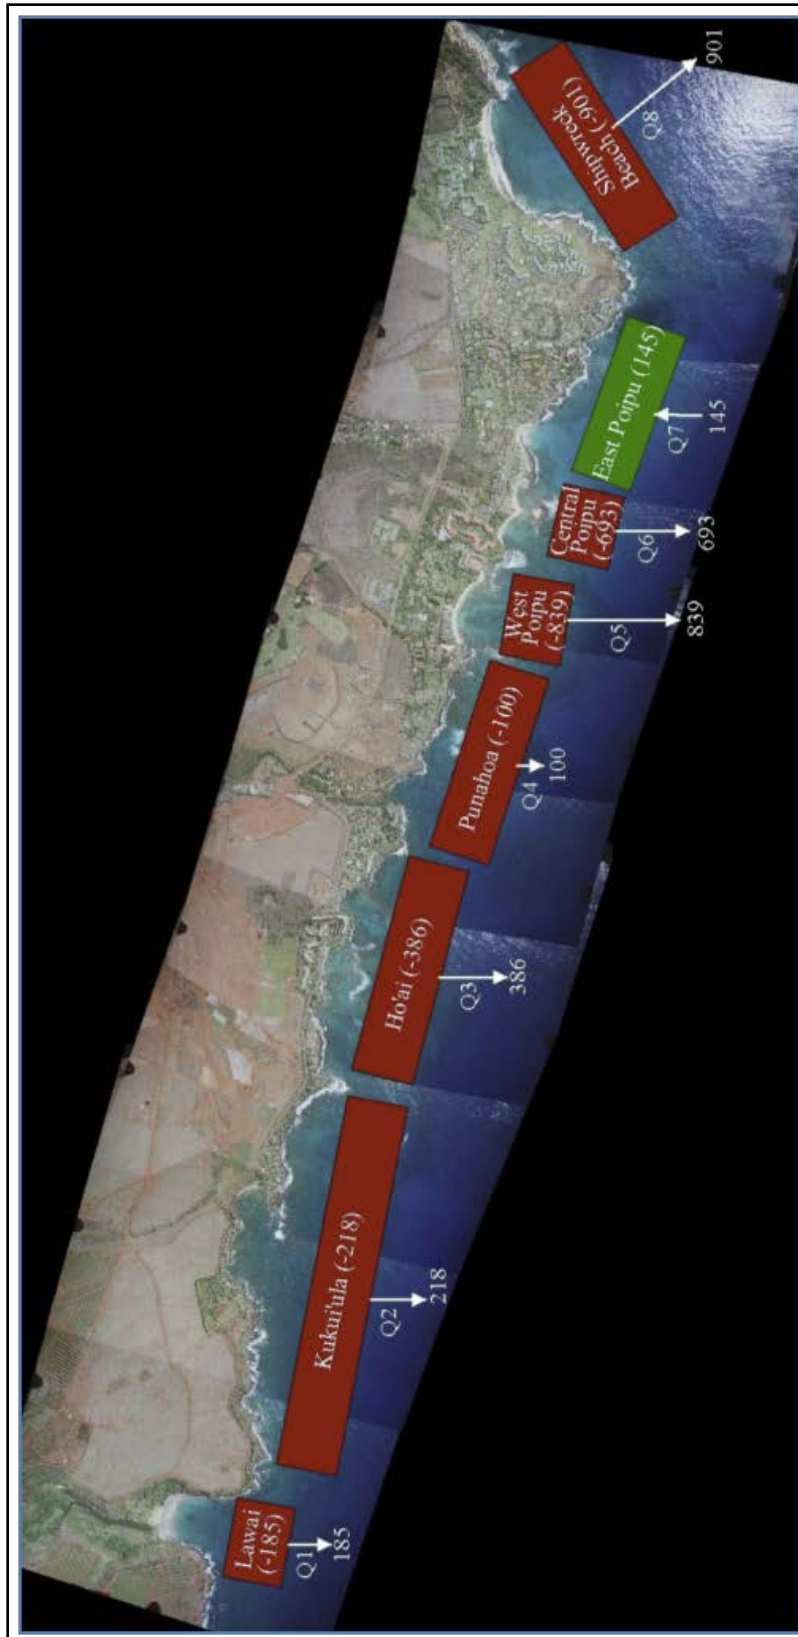 Shipwreck
Beach (-901)
Q8
901
East Poipu (145)
Q7
145
Central
Poipu
(-693)
Q6
693
West
Poipu
(-839)
Q5
839
Punahoa (-100)
Q4
100
Ho'ai (-386)
Q3
386
Kukui'ula (-218)
Q2
218
Lawai
(-185)
Q1
185